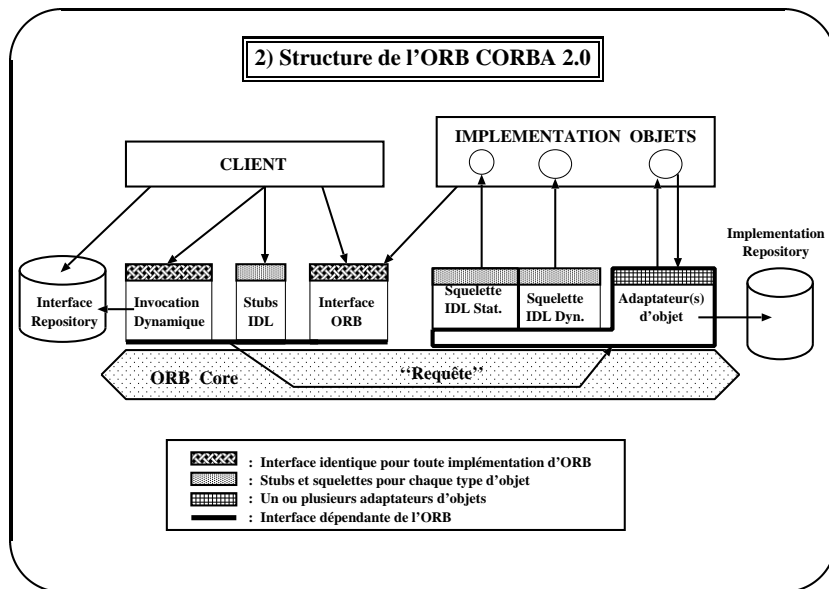 2) Structure de l'ORB CORBA 2.0
CLIENT
IMPLEMENTATION OBJETS
Implementation
Repository
Interface
Repository
Invocation
Dynamique
Stubs
IDL
Interface
ORB
Squelette
IDL Stat.
Squelette
IDL Dyn.
Adaptateur(s)
d'objet
ORB Core
‘‘Requête’’
: Interface identique pour toute implémentation d'ORB
: Stubs et squelettes pour chaque type d'objet
: Un ou plusieurs adaptateurs d'objets
: Interface dépendante de l'ORB